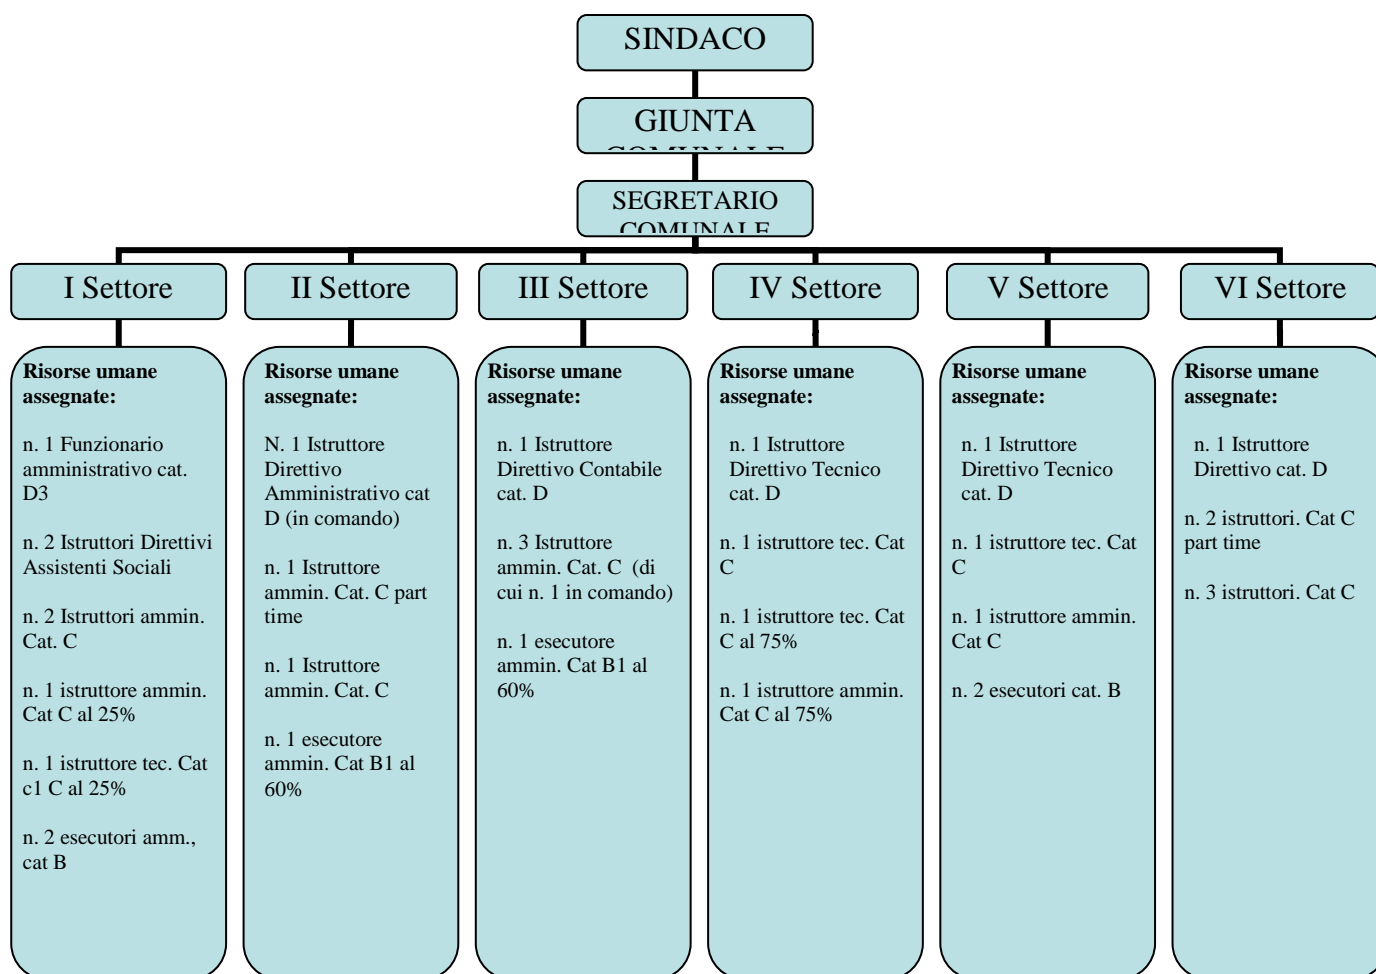 SINDACO
GIUNTA
COMUNALE
SEGRETARIO
COMUNALE
I Settore
II Settore
III Settore
IV Settore
V Settore
VI Settore
Risorse umane
assegnate:
n. 1 Funzionario
amministrativo cat.
D3
n. 2 Istruttori Direttivi
Assistenti Sociali
n. 2 Istruttori ammin.
Cat. C
n. 1 istruttore ammin.
Cat C al 25%
n. 1 istruttore tec. Cat
c1 C al 25%
n. 2 esecutori amm.,
cat B
Risorse umane
assegnate:
N. 1 Istruttore
Direttivo
Amministrativo cat
D (in comando)
n. 1 Istruttore
ammin. Cat. C part
time
n. 1 Istruttore
ammin. Cat. C
n. 1 esecutore
ammin. Cat B1 al
60%
Risorse umane
assegnate:
n. 1 Istruttore
Direttivo Contabile
cat. D
n. 3 Istruttore
ammin. Cat. C (di
cui n. 1 in comando)
n. 1 esecutore
ammin. Cat B1 al
60%
Risorse umane
assegnate:
n. 1 Istruttore
Direttivo Tecnico
cat. D
n. 1 istruttore tec. Cat
C
n. 1 istruttore tec. Cat
C al 75%
n. 1 istruttore ammin.
Cat C al 75%
Risorse umane
assegnate:
n. 1 Istruttore
Direttivo Tecnico
cat. D
n. 1 istruttore tec. Cat
C
n. 1 istruttore ammin.
Cat C
n. 2 esecutori cat. B
Risorse umane
assegnate:
n. 1 Istruttore
Direttivo cat. D
n. 2 istruttori. Cat C
part time
n. 3 istruttori. Cat C